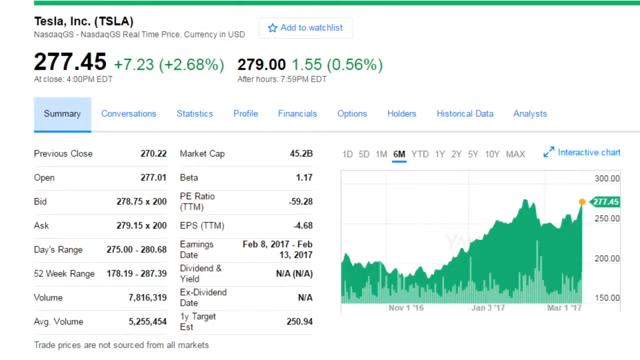 Tesla, Inc. (TSLA)
NasdaqGS - NasdaqGS Real Time Price. Currency in USD
Add to watchlist
277.45 +7.23 (+2.68%) 279.00 1.55 (0.56%)
At close: 4:00PM EDT After hours: 7:59PM EDT
Summary Conversations Statistics Profile Financials Options Holders Historical Data Analysts
Previous Close 270.22
Open 277.01
Bid 278.75 x 200
Ask 279.15 x 200
Day's Range 275.00 - 280.68
52 Week Range 178.19 - 287.39
Volume 7,816,319
Avg. Volume 5,255,454
Market Cap 45.2B
Beta 1.17
PE Ratio
(TTM) -59.28
EPS (TTM) -4.68
Earnings
Date Feb 8, 2017 - Feb
13, 2017
Dividend &
Yield N/A (N/A)
Ex-Dividend
Date N/A
1y Target
Est 250.94
Trade prices are not sourced from all markets
1D 5D 1M 6M YTD 1Y 2Y 5Y 10Y MAX
Interactive chart
300.00
277.45
250.00
200.00
150.00
Nov 1 '16 Jan 3 '17 Mar 1 '17